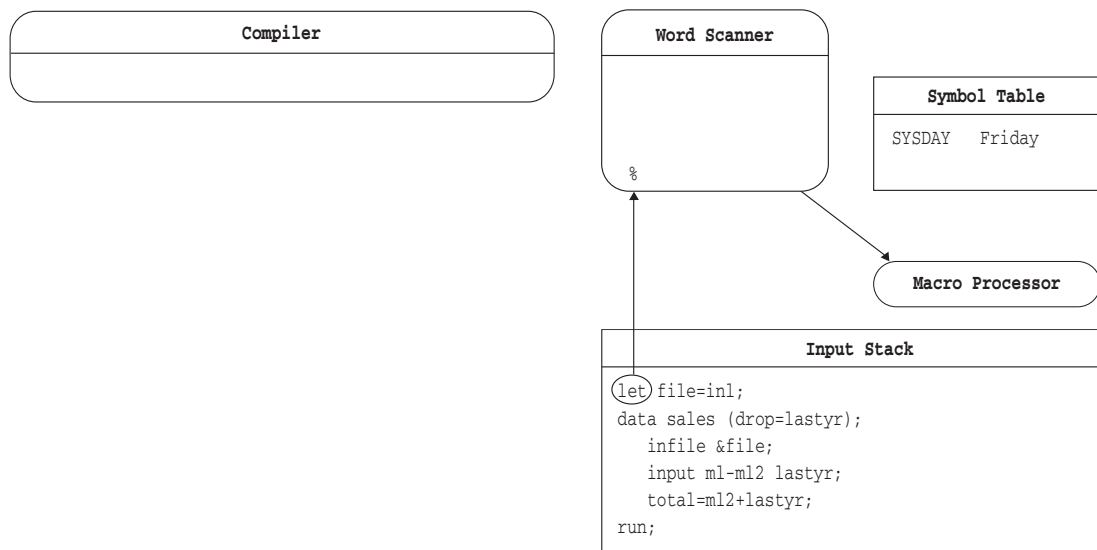 Compiler
Word Scanner
%
Symbol Table
SYSDAY Friday
Macro Processor
Input Stack
let file=inl;
data sales (drop=lastyr);
infile &file;
input ml-ml2 lastyr;
total=ml2+lastyr;
run;